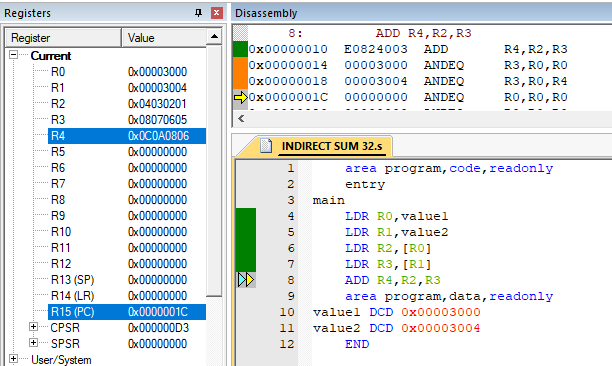 Registers
Register Value
Current
R0 0x00003000
R1 0x00003004
R2 0x04030201
R3 0x08070605
R4 0x0C0A0806
R5 0x00000000
R6 0x00000000
R7 0x00000000
R8 0x00000000
R9 0x00000000
R10 0x00000000
R11 0x00000000
R12 0x00000000
R13 (SP) 0x00000000
R14 (LR) 0x00000000
R15 (PC) 0x0000001C
CPSR 0x000000D3
SPSR 0x00000000
User/System
Disassembly
8: ADD R4,R2,R3
0x00000010 E0824003 ADD R4,R2,R3
0x00000014 00003000 ANDEQ R3,R0,R0
0x00000018 00003004 ANDEQ R3,R0,R4
0x0000001C 00000000 ANDEQ R0,R0,R0
INDIRECT SUM 32.s
1 area program,code,readonly
2 entry
3 main
4 LDR R0,value1
5 LDR R1,value2
6 LDR R2,[R0]
7 LDR R3,[R1]
8 ADD R4,R2,R3
9 area program,data,readonly
10 value1 DCD 0x00003000
11 value2 DCD 0x00003004
12 END